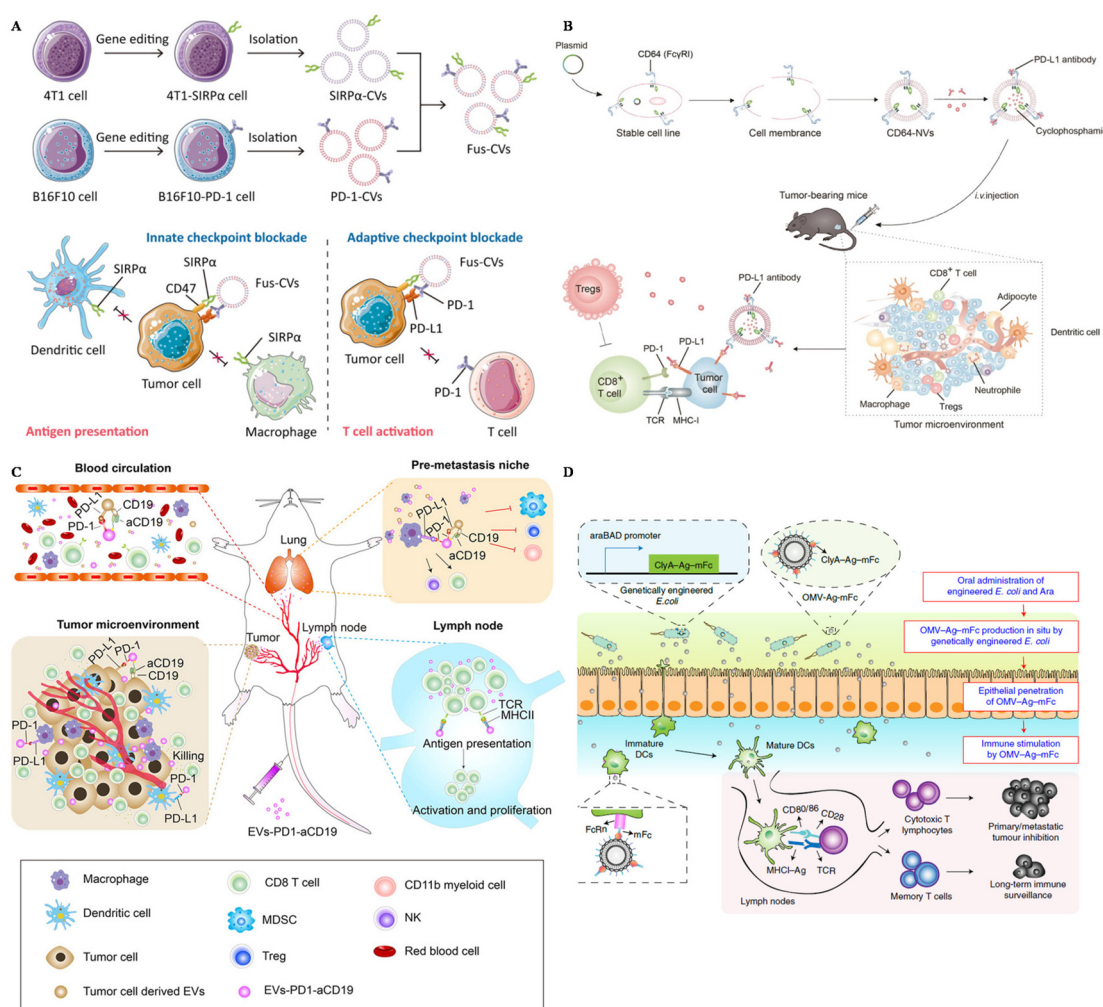 A
Gene editing
Isolation
4T1 cell
4T1-SIRPα cell
SIRPα-CVs
Gene editing
Isolation
Fus-CVs
B16F10 cell
B16F10-PD-1 cell
PD-1-CVs
Innate checkpoint blockade
Adaptive checkpoint blockade
SIRPα
SIRPα
CD47
Fus-CVs
Fus-CVs
PD-1
PD-L1
Dendritic cell
Tumor cell
SIRPα
Tumor cell
PD-1
Macrophage
T cell
Antigen presentation
T cell activation
B
Plasmid
CD64 (FcγRI)
PD-L1 antibody
Stable cell line
Cell membrance
CD64-NVs
Cyclophosphami
Tumor-bearing mice
i.v.injection
Tregs
PD-L1 antibody
CD8+ T cell
Adipocyte
Dentritic cell
PD-1
PD-L1
CD8+
T cell
Tumor
cell
TCR
MHC-I
Neutrophile
Macrophage
Tregs
Tumor microenvironment
C
Blood circulation
PD-L1
CD19
PD-1
aCD19
Pre-metastasis niche
PD-L1
PD-1
CD19
aCD19
Lung
Tumor
Lymph node
Tumor microenvironment
PD-L1
PD-1
aCD19
CD19
PD-1
PD-L1
Killing
PD-1
PD-L1
Lymph node
TCR
MHCII
Antigen presentation
Activation and proliferation
EVs-PD1-aCD19
Macrophage
CD8 T cell
CD11b myeloid cell
Dendritic cell
MDSC
NK
Tumor cell
Treg
Red blood cell
Tumor cell derived EVs
EVs-PD1-aCD19
D
araBAD promoter
ClyA–Ag–mFc
Genetically engineered
E.coli
ClyA–Ag–mFc
OMV-Ag-mFc
Oral administration of
engineered E. coli and Ara
OMV–Ag–mFc production in situ by
genetically engineered E. coli
Epithelial penetration
of OMV–Ag–mFc
Immune stimulation
by OMV–Ag–mFc
Immature
DCs
Mature DCs
FcRn
mFc
CD80/86
CD28
MHCI–Ag
TCR
Lymph nodes
Cytotoxic T
lymphocytes
Primary/metastatic
tumour inhibition
Memory T cells
Long-term immune
surveillance